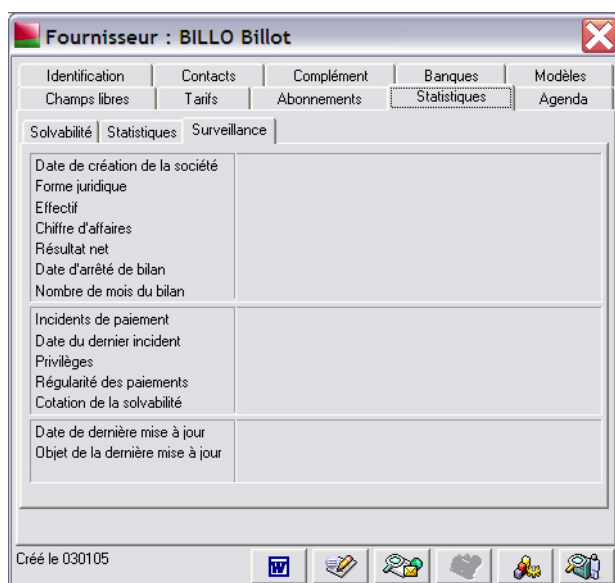 Fournisseur : BILLO Billot
Identification Contacts Complément Banques Modèles
Champs libres Tarifs Abonnements Statistiques Agenda
Solvabilité Statistiques Surveillance
Date de création de la société
Forme juridique
Effectif
Chiffre d'affaires
Résultat net
Date d'arrêté de bilan
Nombre de mois du bilan
Incidents de paiement
Date du dernier incident
Privilèges
Régularité des paiements
Cotation de la solvabilité
Date de dernière mise à jour
Objet de la dernière mise à jour
Créé le 030105
W